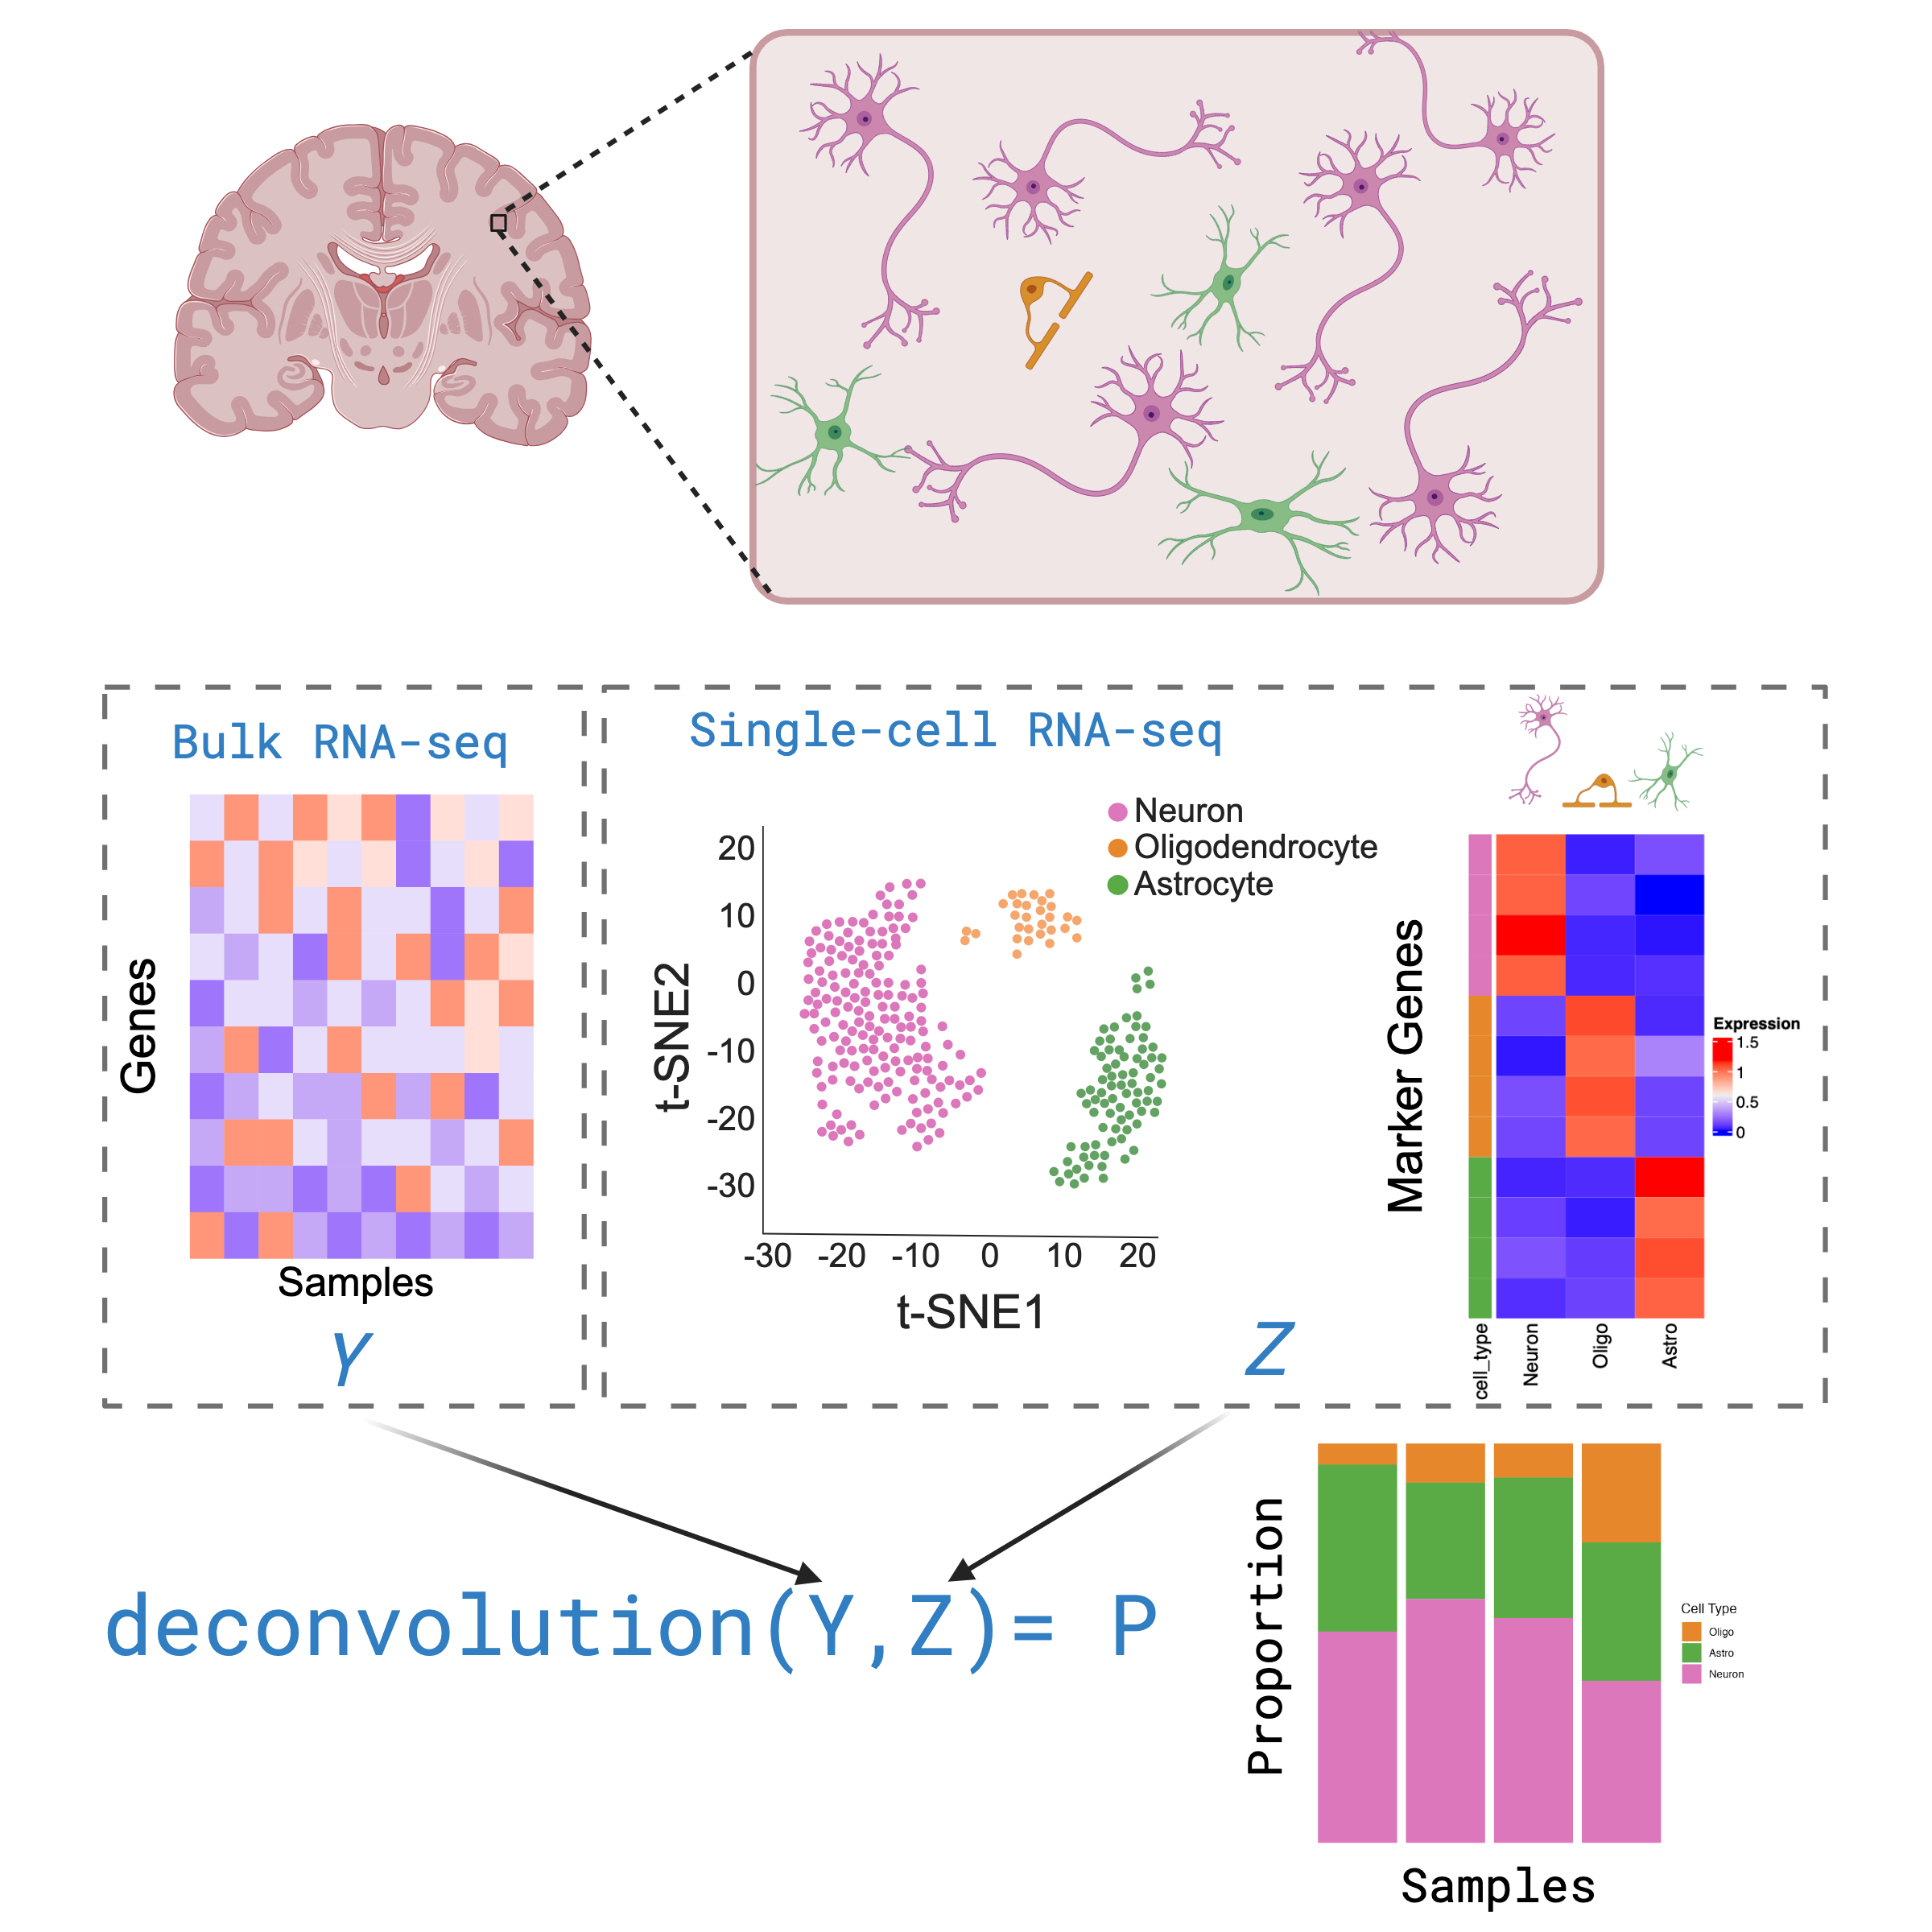 Bulk RNA-seq
Genes
Samples
Y
Single-cell RNA-seq
Neuron
Oligodendrocyte
Astrocyte
t-SNE2
20
10
0
-10
-20
-30
-30 -20 -10 0 10 20
t-SNE1
Z
Marker Genes
cell_type
Neuron
Oligo
Astro
Expression
1.5
1
0.5
0
deconvolution(Y,Z)= P
Proportion
Samples
Cell Type
Oligo
Astro
Neuron